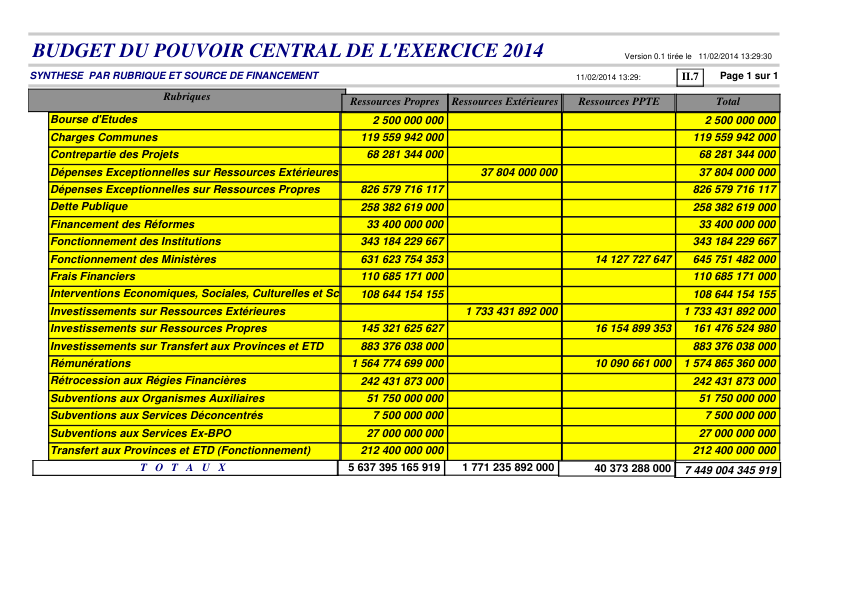 BUDGET DU POUVOIR CENTRAL DE L'EXERCICE 2014
Version 0.1 tirée le 11/02/2014 13:29:30
SYNTHESE PAR RUBRIQUE ET SOURCE DE FINANCEMENT 11/02/2014 13:29: II.7 Page 1 sur 1
Rubriques Ressources Propres Ressources Extérieures Ressources PPTE Total
Bourse d'Etudes 2 500 000 000 2 500 000 000
Charges Communes 119 559 942 000 119 559 942 000
Contrepartie des Projets 68 281 344 000 68 281 344 000
Dépenses Exceptionnelles sur Ressources Extérieures 37 804 000 000 37 804 000 000
Dépenses Exceptionnelles sur Ressources Propres 826 579 716 117 826 579 716 117
Dette Publique 258 382 619 000 258 382 619 000
Financement des Réformes 33 400 000 000 33 400 000 000
Fonctionnement des Institutions 343 184 229 667 343 184 229 667
Fonctionnement des Ministères 631 623 754 353 14 127 727 647 645 751 482 000
Frais Financiers 110 685 171 000 110 685 171 000
Interventions Economiques, Sociales, Culturelles et Sc 108 644 154 155 108 644 154 155
Investissements sur Ressources Extérieures 1 733 431 892 000 1 733 431 892 000
Investissements sur Ressources Propres 145 321 625 627 16 154 899 353 161 476 524 980
Investissements sur Transfert aux Provinces et ETD 883 376 038 000 883 376 038 000
Rémunérations 1 564 774 699 000 10 090 661 000 1 574 865 360 000
Rétrocession aux Régies Financières 242 431 873 000 242 431 873 000
Subventions aux Organismes Auxiliaires 51 750 000 000 51 750 000 000
Subventions aux Services Déconcentrés 7 500 000 000 7 500 000 000
Subventions aux Services Ex-BPO 27 000 000 000 27 000 000 000
Transfert aux Provinces et ETD (Fonctionnement) 212 400 000 000 212 400 000 000
T O T A U X 5 637 395 165 919 1 771 235 892 000 40 373 288 000 7 449 004 345 919